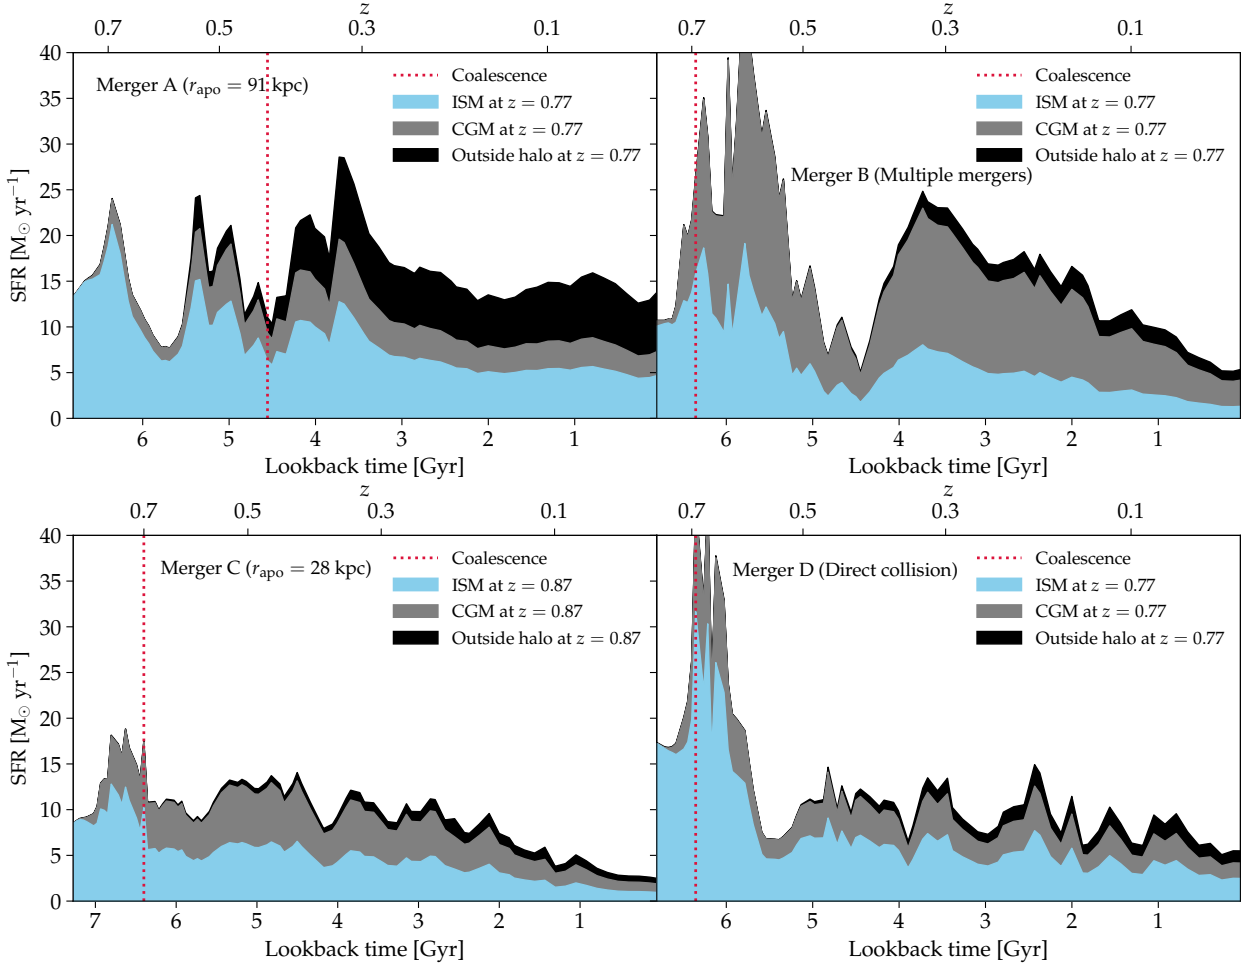 z
0.7 0.5 0.3 0.1
z
0.7 0.5 0.3 0.1
SFR [M⊙ yr⁻¹]
40
35
30
25
20
15
10
5
0
Merger A (r_apo = 91 kpc)
Coalescence
ISM at z = 0.77
CGM at z = 0.77
Outside halo at z = 0.77
6 5 4 3 2 1
Lookback time [Gyr]
Coalescence
ISM at z = 0.77
CGM at z = 0.77
Outside halo at z = 0.77
Merger B (Multiple mergers)
6 5 4 3 2 1
Lookback time [Gyr]
z
0.7 0.5 0.3 0.1
z
0.7 0.5 0.3 0.1
SFR [M⊙ yr⁻¹]
40
35
30
25
20
15
10
5
0
Merger C (r_apo = 28 kpc)
Coalescence
ISM at z = 0.87
CGM at z = 0.87
Outside halo at z = 0.87
7 6 5 4 3 2 1
Lookback time [Gyr]
Merger D (Direct collision)
Coalescence
ISM at z = 0.77
CGM at z = 0.77
Outside halo at z = 0.77
6 5 4 3 2 1
Lookback time [Gyr]